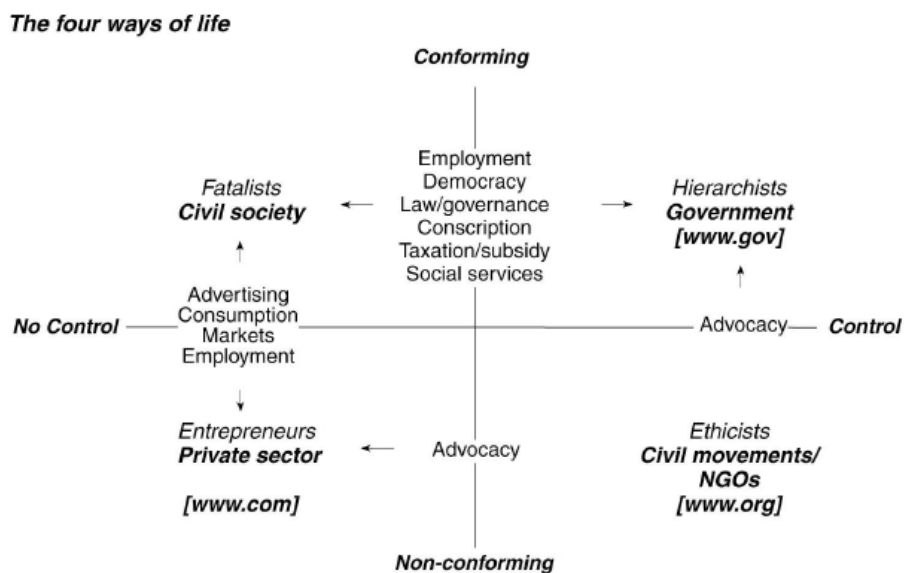 The four ways of life
Conforming
Employment
Democracy
Law/governance
Conscription
Taxation/subsidy
Social services
Fatalists
Civil society
Hierarchists
Government
[www.gov]
No Control
Advertising
Consumption
Markets
Employment
Advocacy
Control
Entrepreneurs
Private sector
[www.com]
Advocacy
Ethicists
Civil movements/
NGOs
[www.org]
Non-conforming